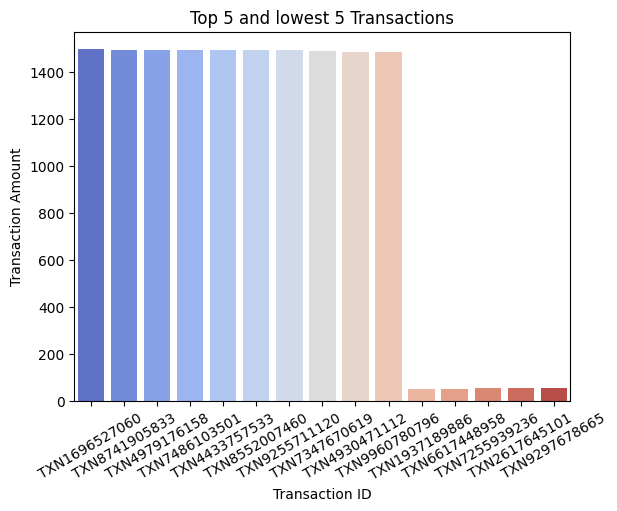 Top 5 and lowest 5 Transactions
Transaction Amount
1400
1200
1000
800
600
400
200
0
TXN1696527060
TXN8741905833
TXN4979176158
TXN7486103501
TXN4433757533
TXN8552007460
TXN9255711120
TXN7347670619
TXN4930471112
TXN9960780796
TXN1937189886
TXN6617448958
TXN7255939236
TXN2617645101
TXN9297678665
Transaction ID